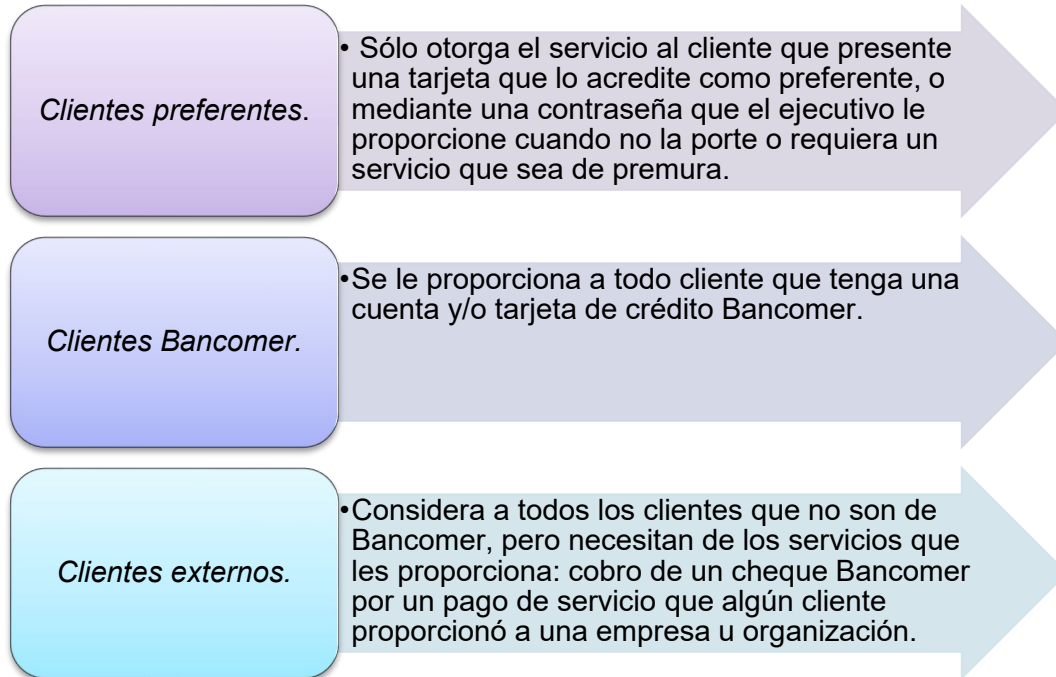 Clientes preferentes.
• Sólo otorga el servicio al cliente que presente
una tarjeta que lo acredite como preferente, o
mediante una contraseña que el ejecutivo le
proporcione cuando no la porte o requiera un
servicio que sea de premura.
Clientes Bancomer.
•Se le proporciona a todo cliente que tenga una
cuenta y/o tarjeta de crédito Bancomer.
Clientes externos.
•Considera a todos los clientes que no son de
Bancomer, pero necesitan de los servicios que
les proporciona: cobro de un cheque Bancomer
por un pago de servicio que algún cliente
proporcionó a una empresa u organización.